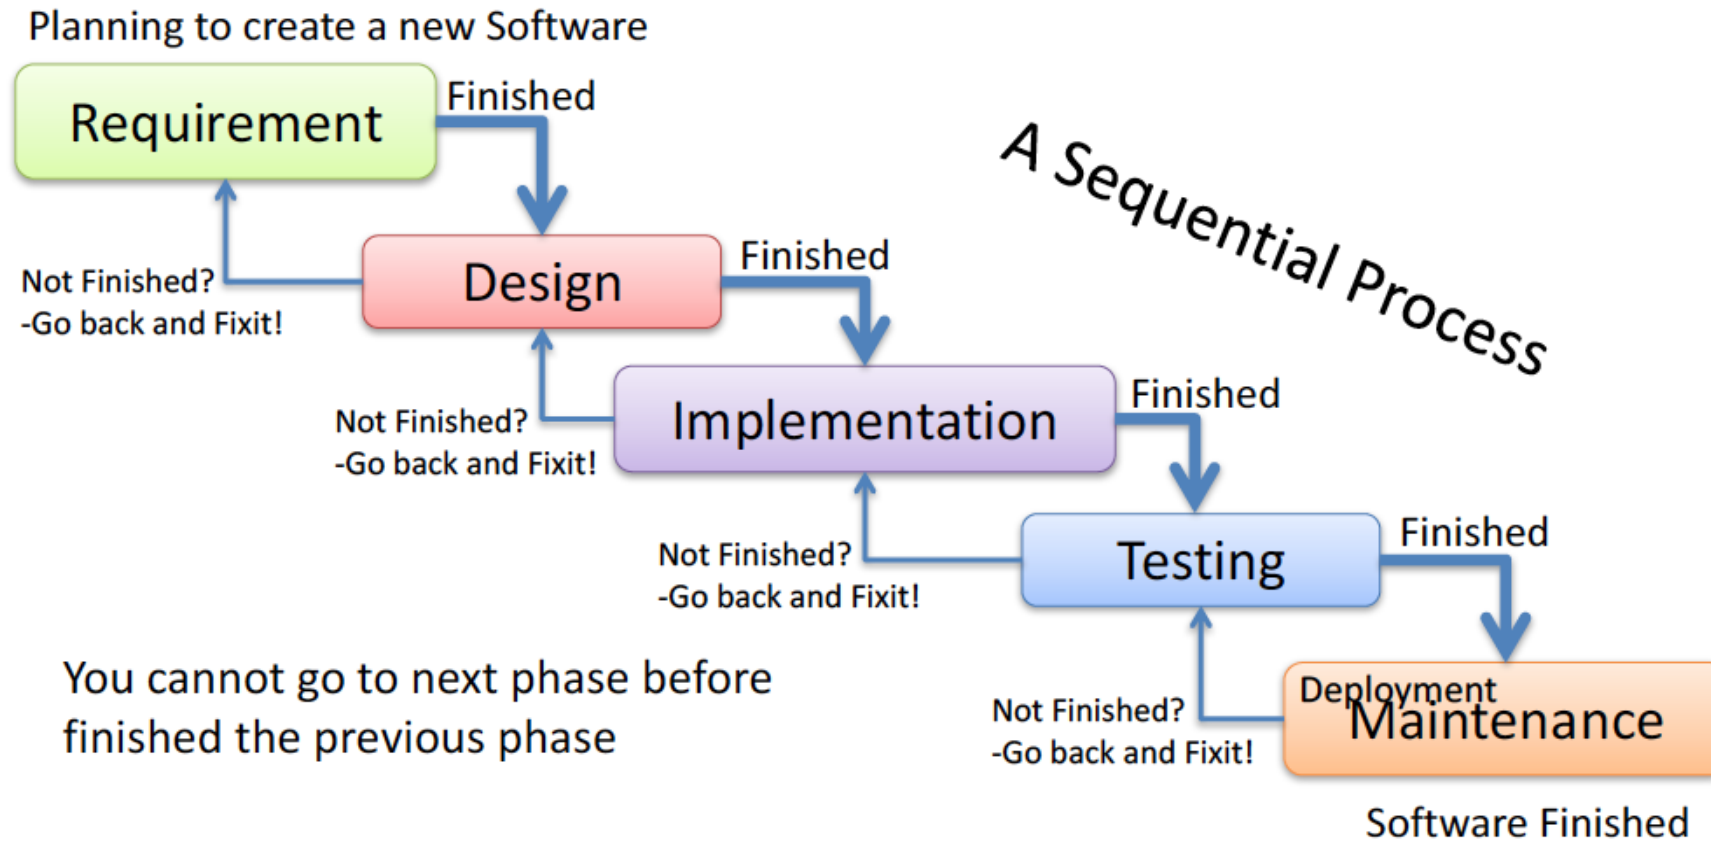 Planning to create a new Software
Requirement
Finished
A Sequential Process
Not Finished?
-Go back and Fixit!
Design
Finished
Not Finished?
-Go back and Fixit!
Implementation
Finished
Not Finished?
-Go back and Fixit!
Testing
Finished
You cannot go to next phase before
finished the previous phase
Not Finished?
-Go back and Fixit!
Deployment
Maintenance
Software Finished